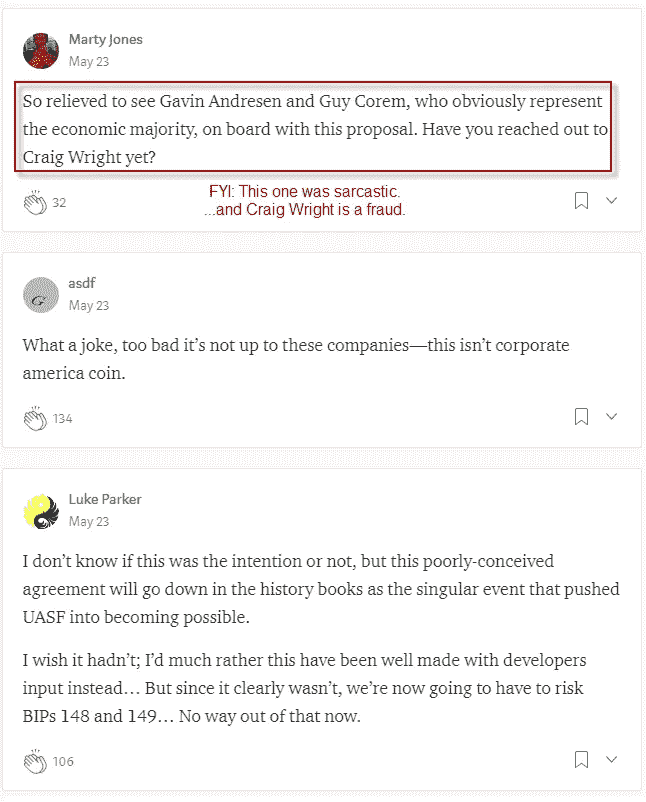 Marty Jones
May 23
So relieved to see Gavin Andresen and Guy Corem, who obviously represent
the economic majority, on board with this proposal. Have you reached out to
Craig Wright yet?
32
FYI: This one was sarcastic.
...and Craig Wright is a fraud.
G
asdf
May 23
What a joke, too bad it’s not up to these companies—this isn’t corporate
america coin.
134
Luke Parker
May 23
I don’t know if this was the intention or not, but this poorly-conceived
agreement will go down in the history books as the singular event that pushed
UASF into becoming possible.
I wish it hadn’t; I’d much rather this have been well made with developers
input instead… But since it clearly wasn’t, we’re now going to have to risk
BIPs 148 and 149… No way out of that now.
106